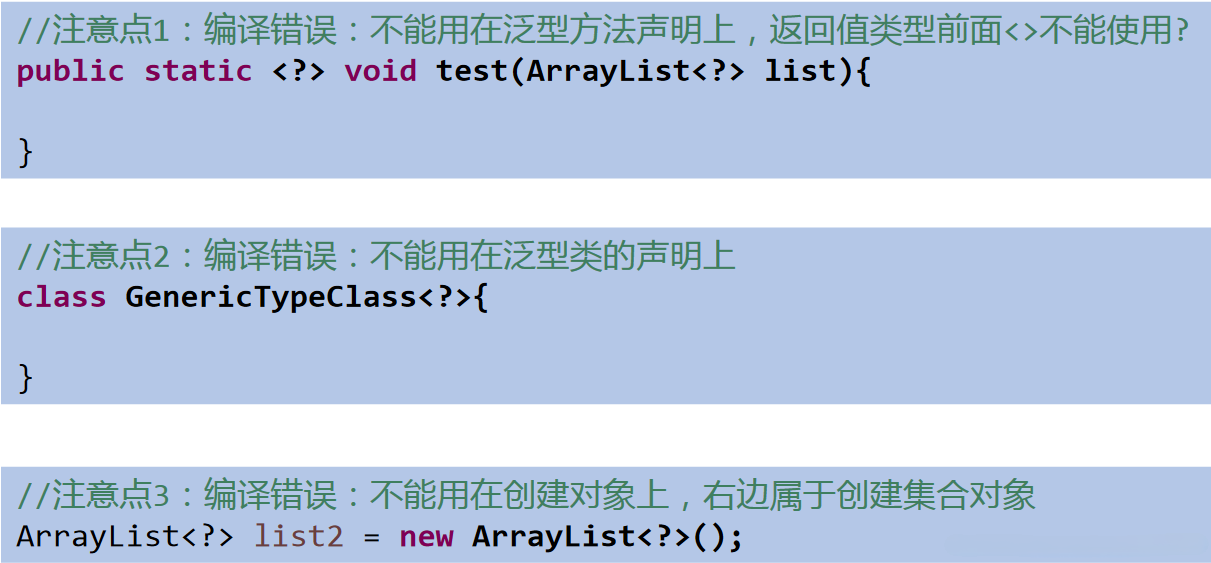 //注意点1：编译错误：不能用在泛型方法声明上，返回值类型前面<>不能使用?
public static <?> void test(ArrayList<?> list){
}
//注意点2：编译错误：不能用在泛型类的声明上
class GenericTypeClass<?>{
}
//注意点3：编译错误：不能用在创建对象上，右边属于创建集合对象
ArrayList<?> list2 = new ArrayList<?>();